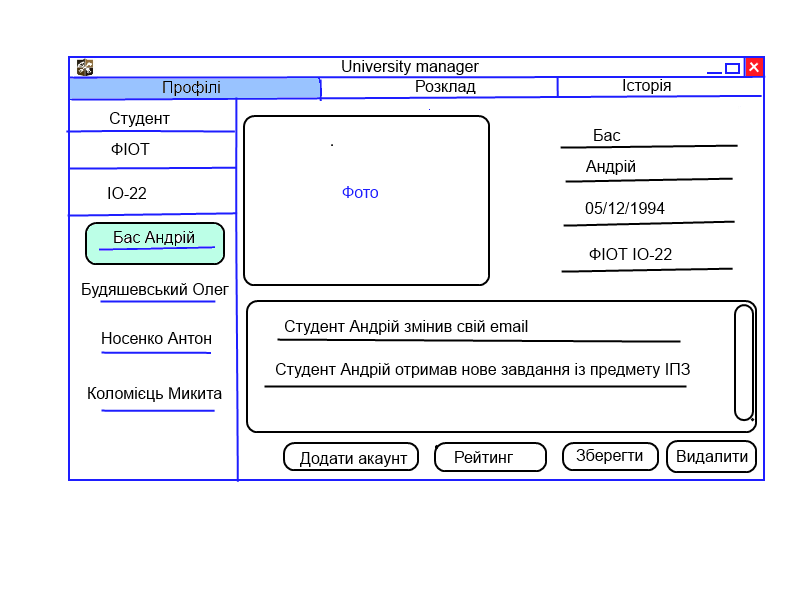 University manager
Профілі
Розклад
Історія
Студент
ФІОТ
ІО-22
Бас Андрій
Будяшевський Олег
Носенко Антон
Коломієць Микита
Фото
Бас
Андрій
05/12/1994
ФІОТ ІО-22
Студент Андрій змінив свій email
Студент Андрій отримав нове завдання із предмету ІПЗ
Додати акаунт
Рейтинг
Зберегти
Видалити